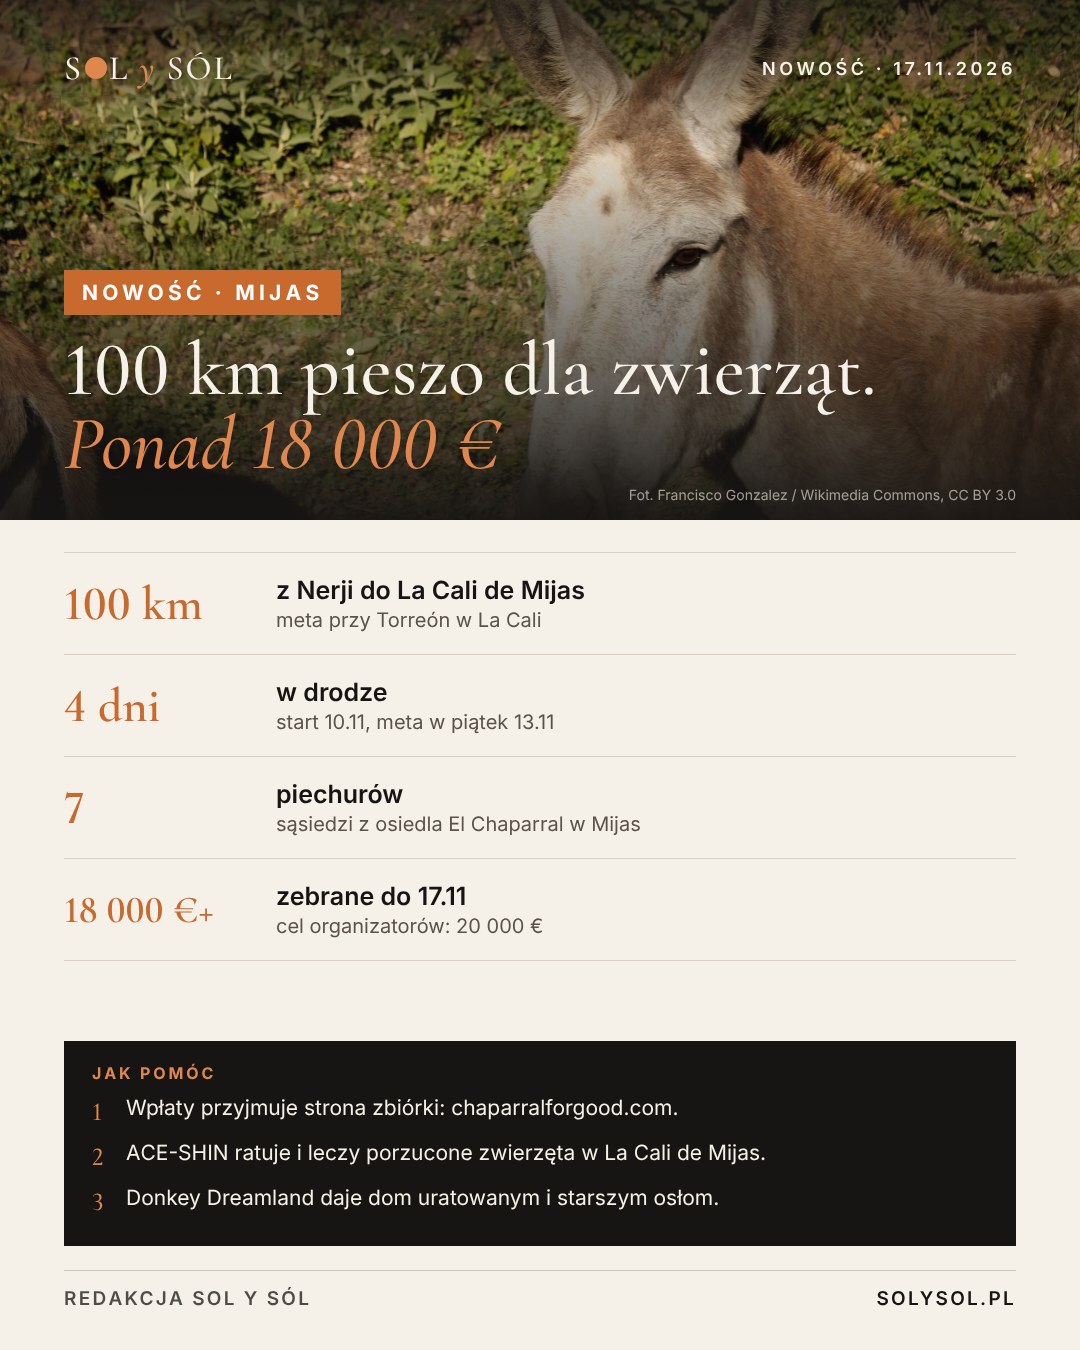 SOL y SÓL
NOWOŚĆ · 17.11.2026
NOWOŚĆ · MIJAS
100 km pieszo dla zwierząt.
Ponad 18 000 €
Fot. Francisco Gonzalez / Wikimedia Commons, CC BY 3.0
100 km
z Nerji do La Cali de Mijas
meta przy Torreón w La Cali
4 dni
w drodze
start 10.11, meta w piątek 13.11
7
piechurów
sąsiedzi z osiedla El Chaparral w Mijas
18 000 €+
zebrane do 17.11
cel organizatorów: 20 000 €
JAK POMÓC
1 Wpłaty przyjmuje strona zbiórki: chaparralforgood.com.
2 ACE-SHIN ratuje i leczy porzucone zwierzęta w La Cali de Mijas.
3 Donkey Dreamland daje dom uratowanym i starszym osłom.
REDAKCJA SOL Y SÓL
SOLYSOL.PL